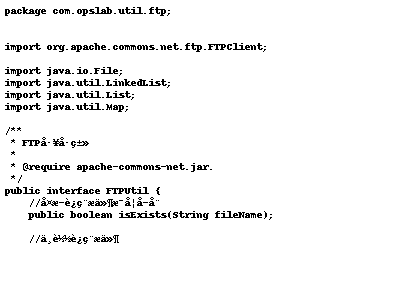 package com.opslab.util.ftp;
import org.apache.commons.net.ftp.FTPClient;
import java.io.File;
import java.util.LinkedList;
import java.util.List;
import java.util.Map;
/**
* FTPå·¥å·ç±»
*
* @require apache-commons-net.jar.
*/
public interface FTPUtil {
//å¤æ­è¿ç¨æä»¶æ¯å¦å­å¨
public boolean isExists(String fileName);
//ä¸è½½è¿ç¨æä»¶